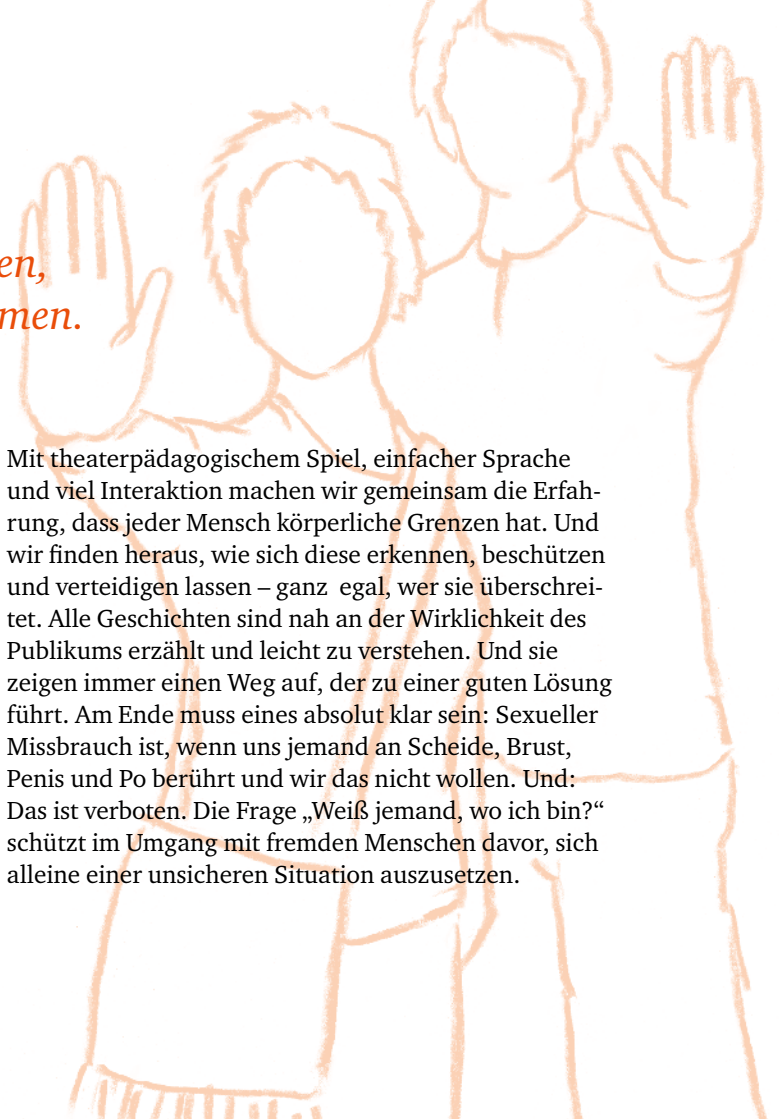 en,
men.
Mit theaterpädagogischem Spiel, einfacher Sprache
und viel Interaktion machen wir gemeinsam die Erfah-
rung, dass jeder Mensch körperliche Grenzen hat. Und
wir finden heraus, wie sich diese erkennen, beschützen
und verteidigen lassen – ganz  egal, wer sie überschrei-
tet. Alle Geschichten sind nah an der Wirklichkeit des
Publikums erzählt und leicht zu verstehen. Und sie
zeigen immer einen Weg auf, der zu einer guten Lösung
führt. Am Ende muss eines absolut klar sein: Sexueller
Missbrauch ist, wenn uns jemand an Scheide, Brust,
Penis und Po berührt und wir das nicht wollen. Und:
Das ist verboten. Die Frage „Weiß jemand, wo ich bin?“
schützt im Umgang mit fremden Menschen davor, sich
alleine einer unsicheren Situation auszusetzen.